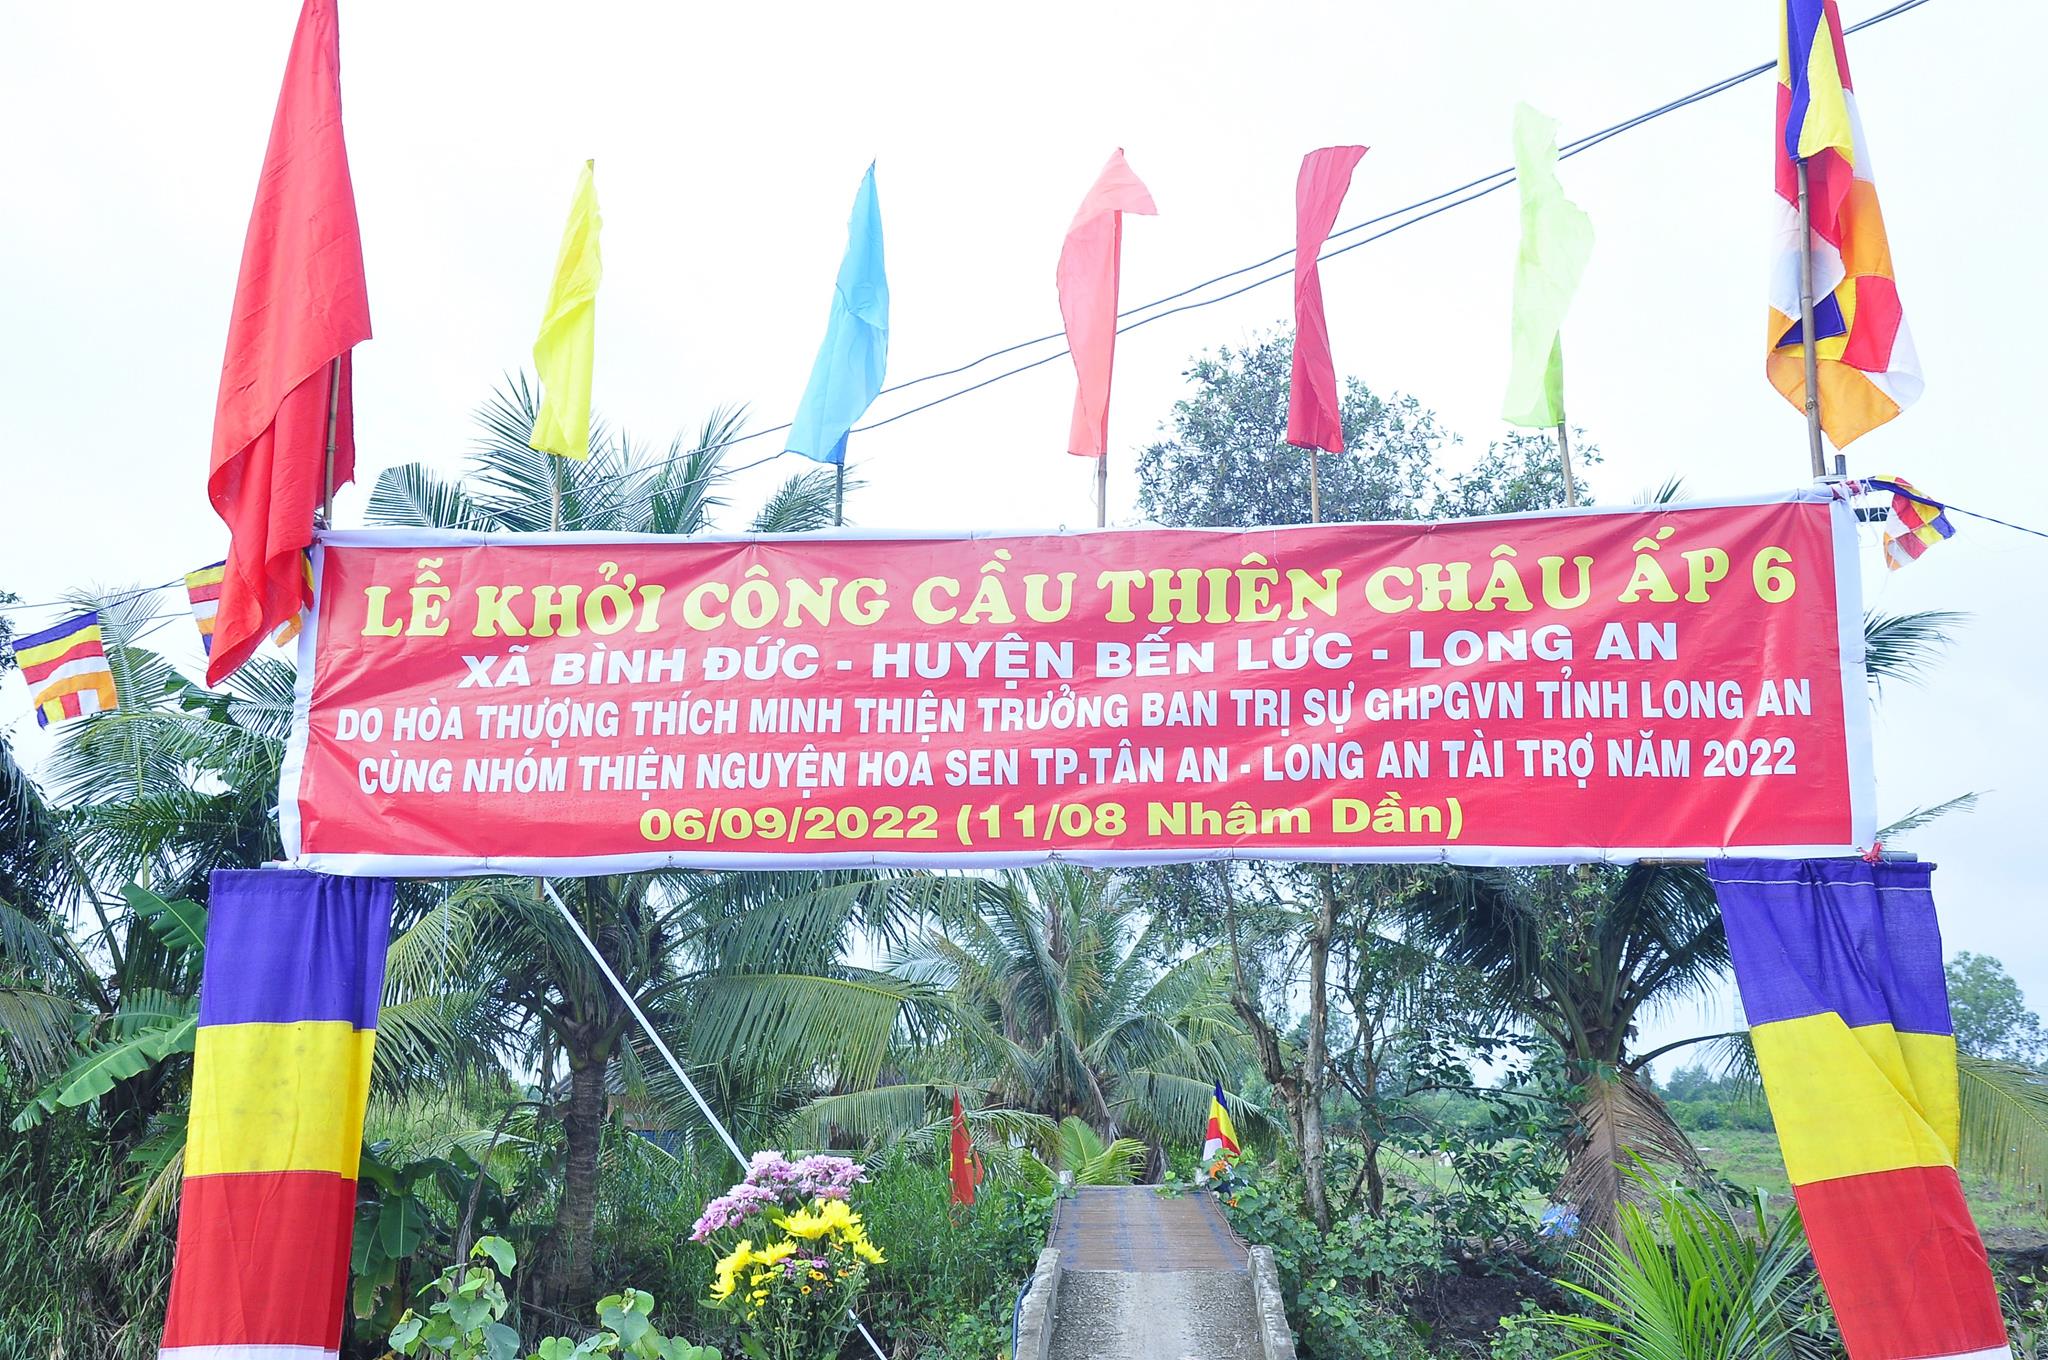 LỄ KHỞI CÔNG CẦU THIÊN CHÂU ẤP 6
XÃ BÌNH ĐỨC - HUYỆN BẾN LỨC - LONG AN
DO HÒA THƯỢNG THÍCH MINH THIỆN TRƯỞNG BAN TRỊ SỰ GHPGVN TỈNH LONG AN
CÙNG NHÓM THIỆN NGUYỆN HOA SEN TP.TÂN AN - LONG AN TÀI TRỢ NĂM 2022
06/09/2022 (11/08 Nhâm Dần)